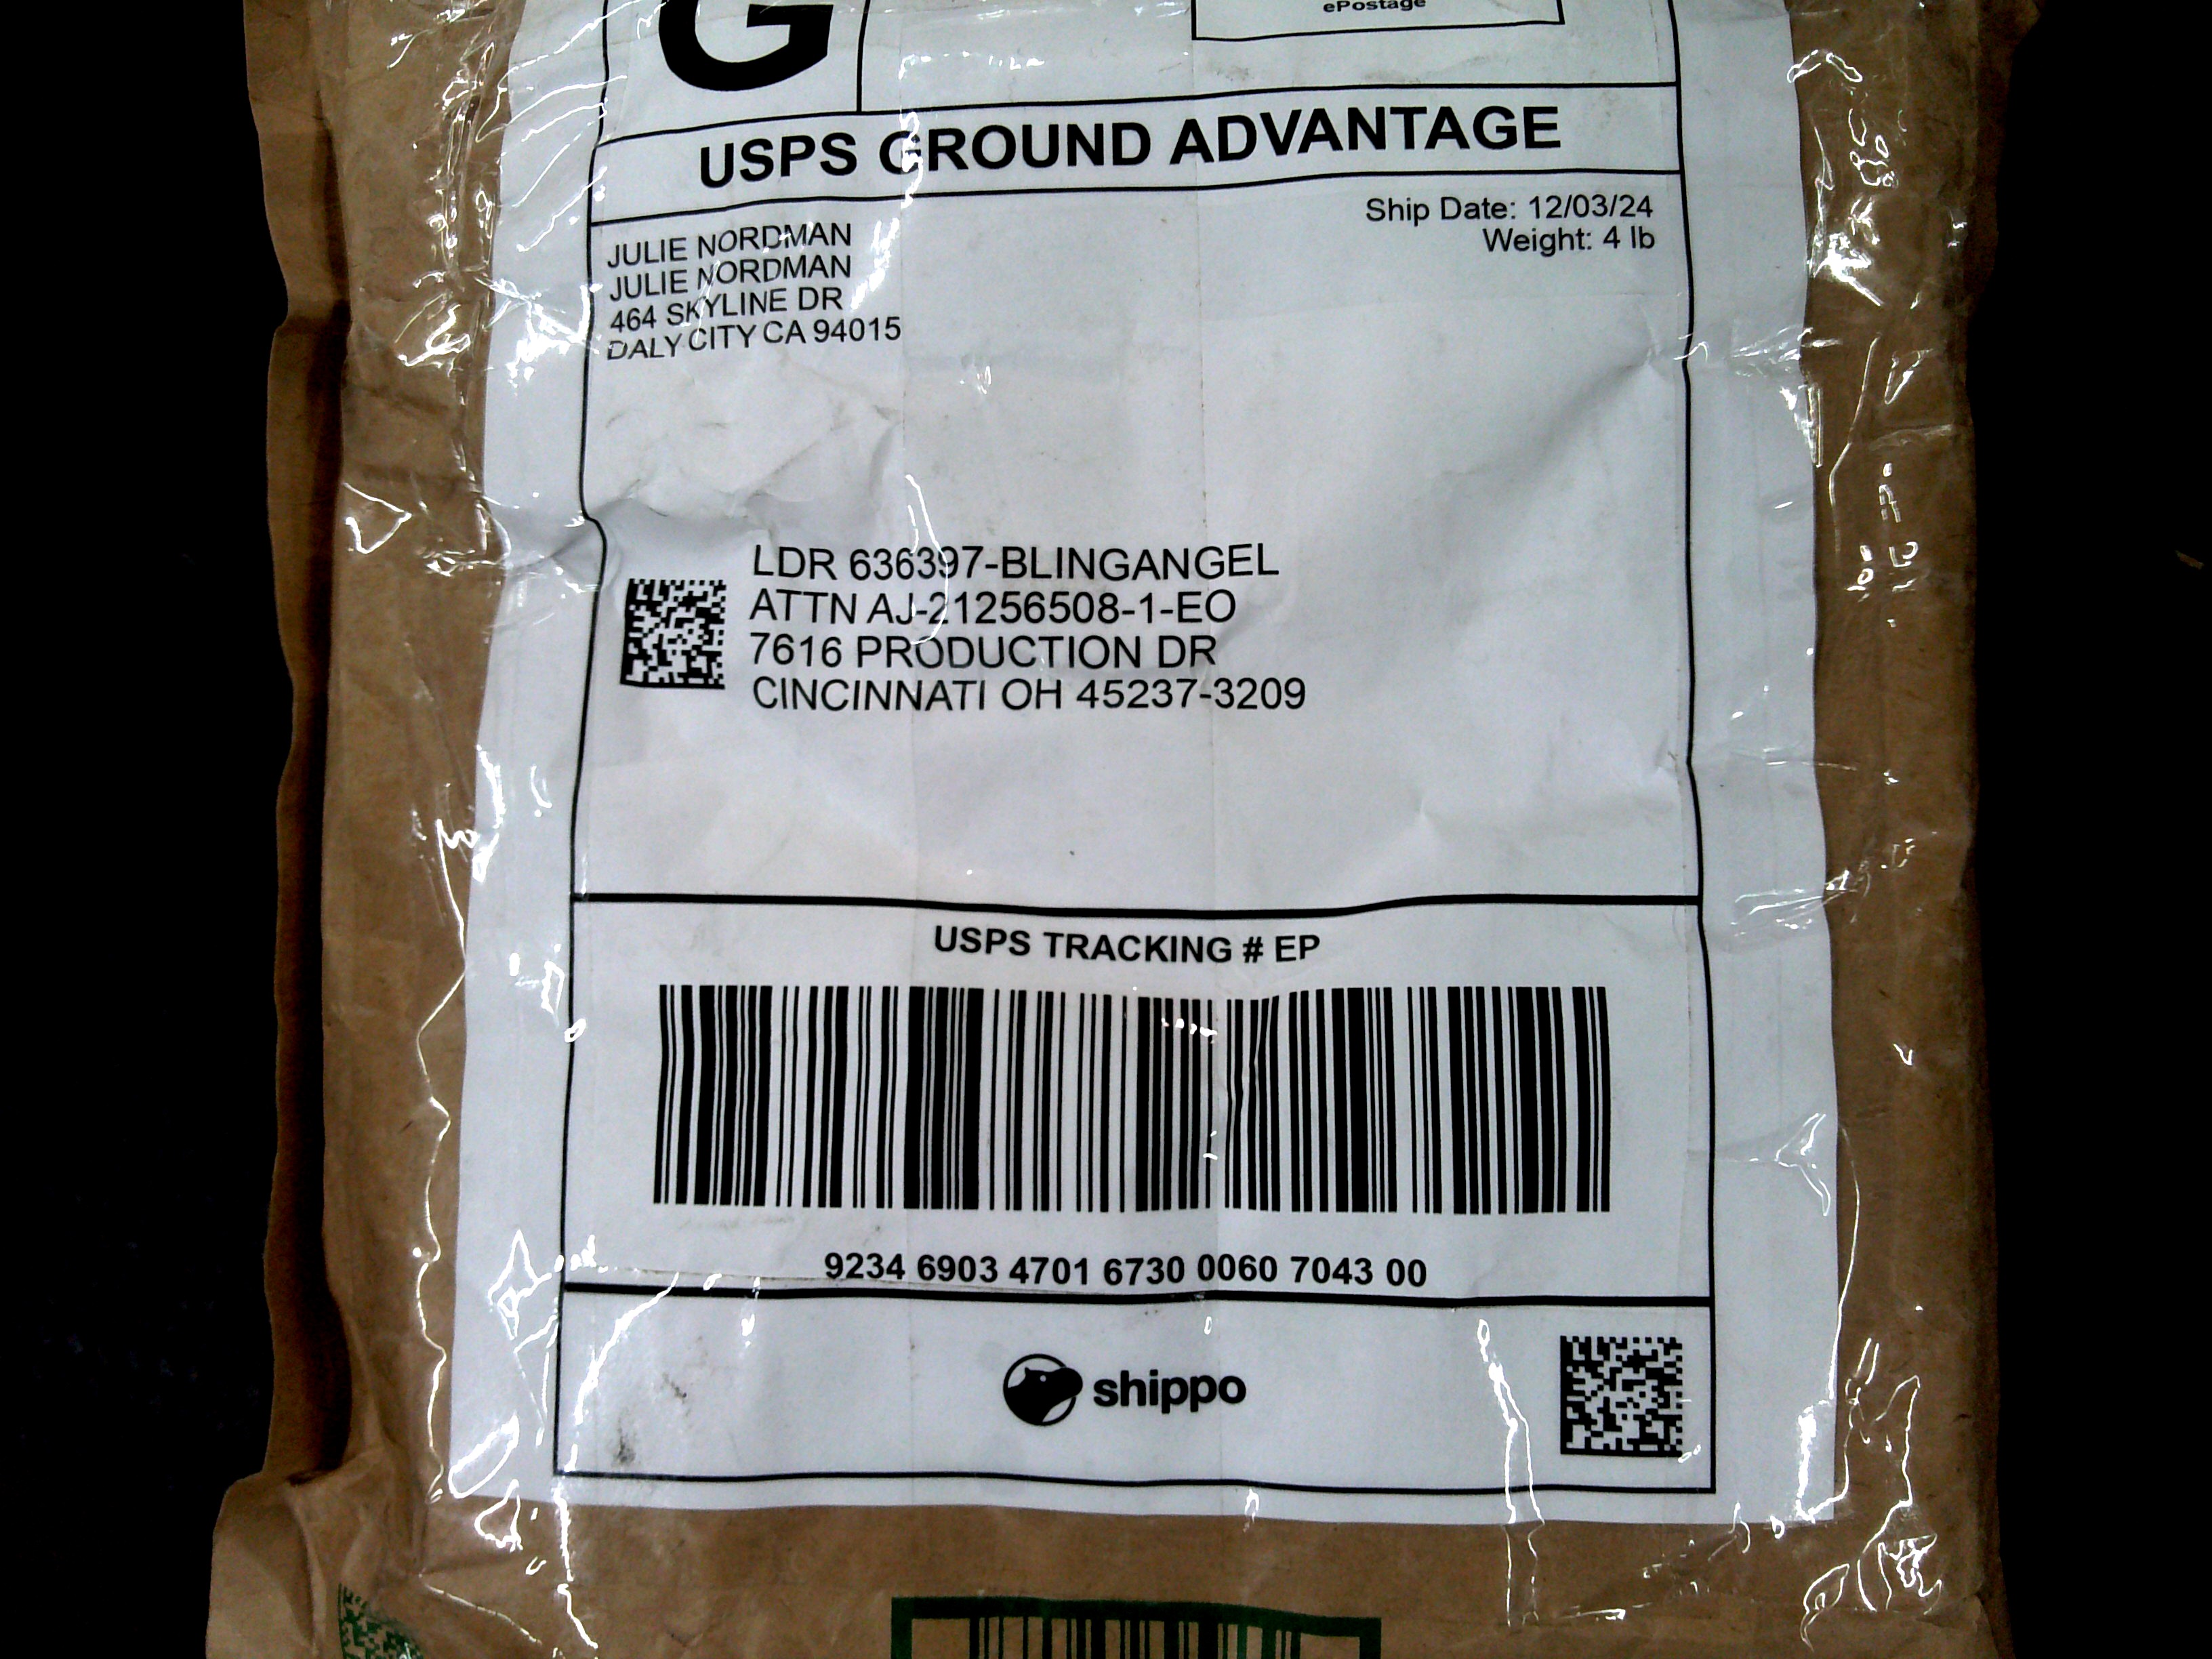 G
ePostage
USPS GROUND ADVANTAGE
Ship Date: 12/03/24
Weight: 4 lb
JULIE NORDMAN
JULIE NORDMAN
464 SKYLINE DR
DALY CITY CA 94015
LDR 636397-BLINGANGEL
ATTN AJ-21256508-1-EO
7616 PRODUCTION DR
CINCINNATI OH 45237-3209
USPS TRACKING # EP
9234 6903 4701 6730 0060 7043 00
shippo